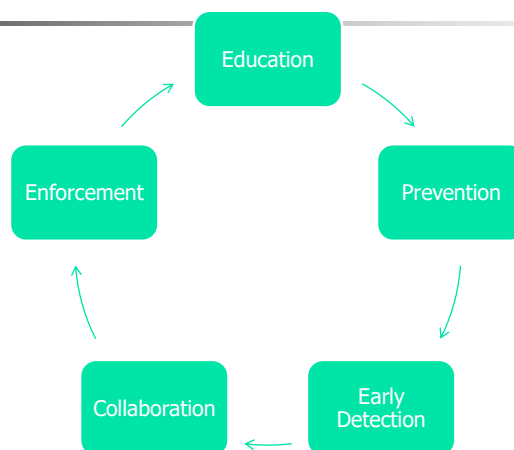 Education
Enforcement
Prevention
Collaboration
Early
Detection